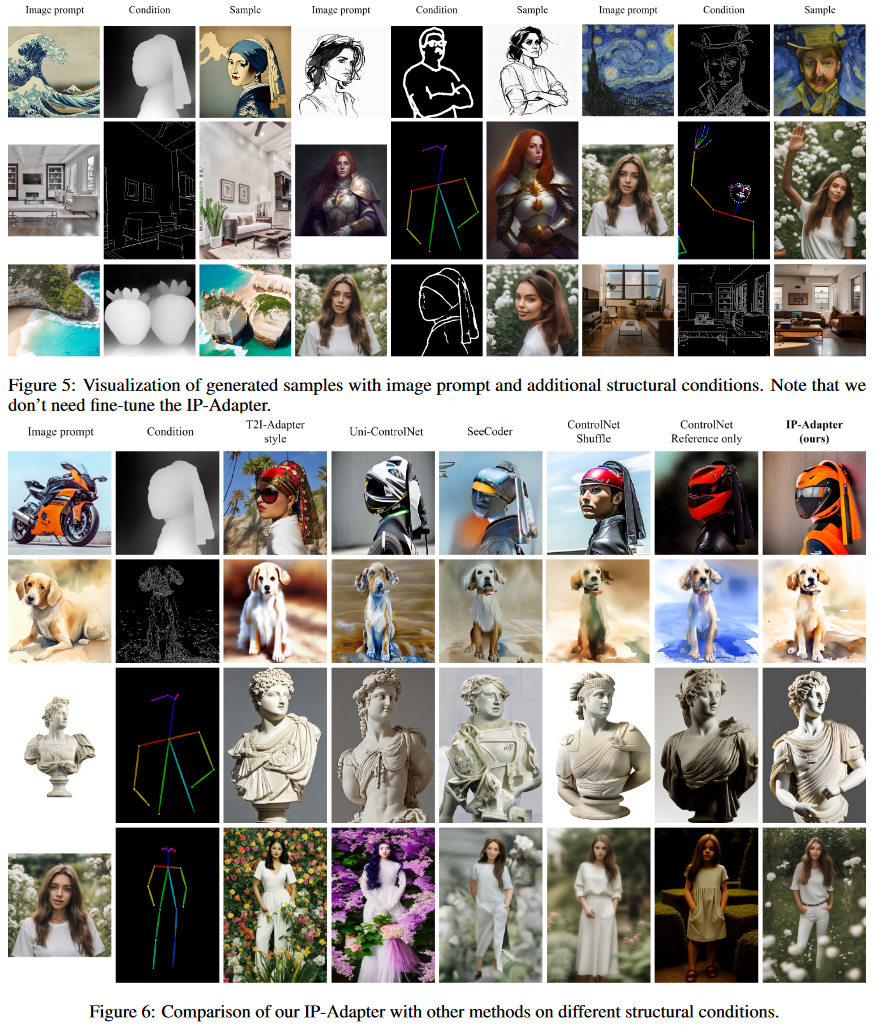 Image prompt Condition Sample Image prompt Condition Sample Image prompt Condition Sample
Figure 5: Visualization of generated samples with image prompt and additional structural conditions. Note that we
don't need fine-tune the IP-Adapter.
Image prompt Condition T2I-Adapter style Uni-ControlNet SeeCoder ControlNet Shuffle ControlNet Reference only IP-Adapter (ours)
Figure 6: Comparison of our IP-Adapter with other methods on different structural conditions.